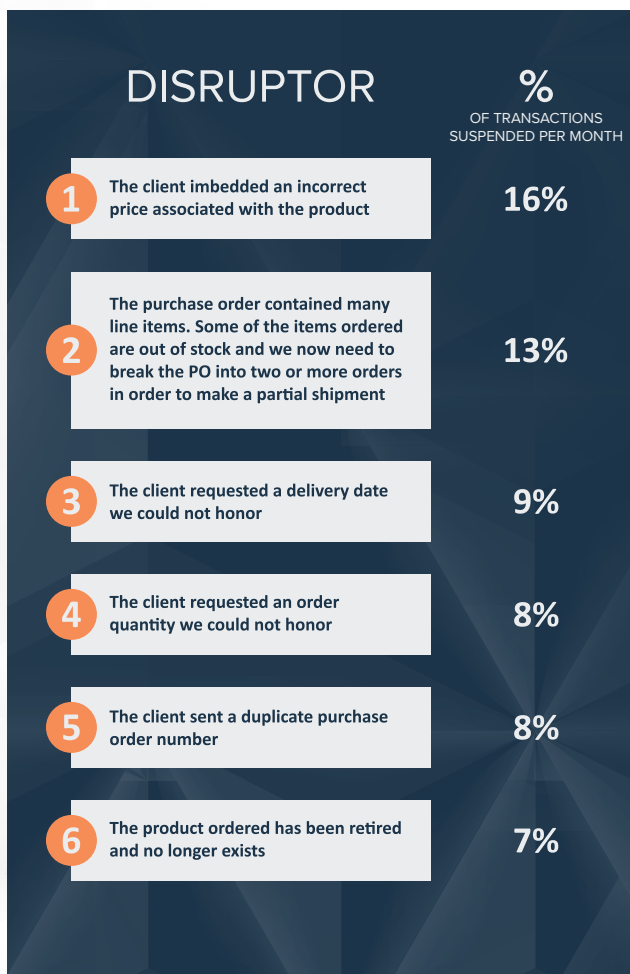 DISRUPTOR
%
OF TRANSACTIONS
SUSPENDED PER MONTH
1
The client imbedded an incorrect
price associated with the product
16%
2
The purchase order contained many
line items. Some of the items ordered
are out of stock and we now need to
break the PO into two or more orders
in order to make a partial shipment
13%
3
The client requested a delivery date
we could not honor
9%
4
The client requested an order
quantity we could not honor
8%
5
The client sent a duplicate purchase
order number
8%
6
The product ordered has been retired
and no longer exists
7%